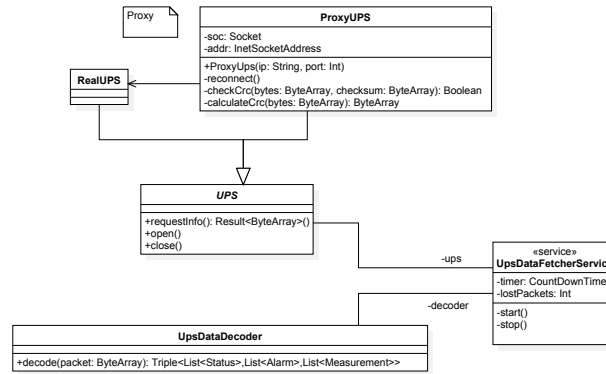 Proxy
ProxyUPS
-soc: Socket
-addr: InetSocketAddress
+ProxyUps(ip: String, port: Int)
-reconnect()
-checkCrc(bytes: ByteArray, checksum: ByteArray): Boolean
-calculateCrc(bytes: ByteArray): ByteArray
RealUPS
UPS
+requestInfo(): Result<ByteArray>()
+open()
+close()
-ups
«service»
UpsDataFetcherServic
-timer: CountDownTime
-lostPackets: Int
-start()
-stop()
-decoder
UpsDataDecoder
+decode(packet: ByteArray): Triple<List<Status>,List<Alarm>,List<Measurement>>